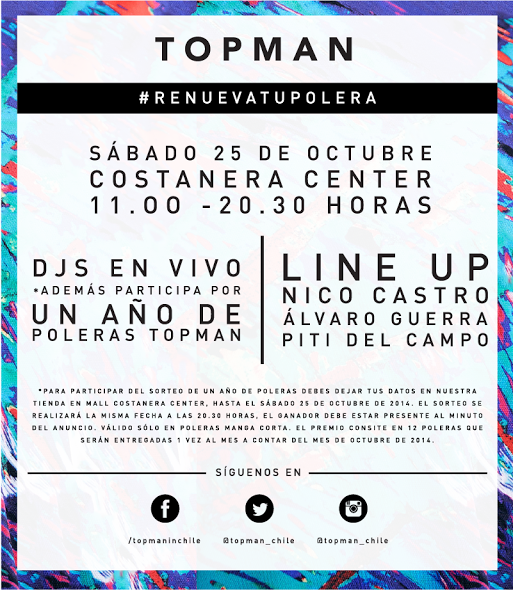 TOPMAN
#RENUEVATUPOLERA
SÁBADO 25 DE OCTUBRE
COSTANERA CENTER
11.00 -20.30 HORAS
DJS EN VIVO
*ADEMÁS PARTICIPA POR
UN AÑO DE
POLERAS TOPMAN
LINE UP
NICO CASTRO
ÁLVARO GUERRA
PITI DEL CAMPO
*PARA PARTICIPAR DEL SORTEO DE UN AÑO DE POLERAS DEBES DEJAR TUS DATOS EN NUESTRA
TIENDA EN MALL COSTANERA CENTER, HASTA EL SÁBADO 25 DE OCTUBRE DE 2014. EL SORTEO SE
REALIZARÁ LA MISMA FECHA A LAS 20.30 HORAS, EL GANADOR DEBE ESTAR PRESENTE AL MINUTO
DEL ANUNCIO. VÁLIDO SÓLO EN POLERAS MANGA CORTA. EL PREMIO CONSITE EN 12 POLERAS QUE
SERÁN ENTREGADAS 1 VEZ AL MES A CONTAR DEL MES DE OCTUBRE DE 2014.
SÍGUENOS EN
/topmaninchile @topman_chile @topman_chile